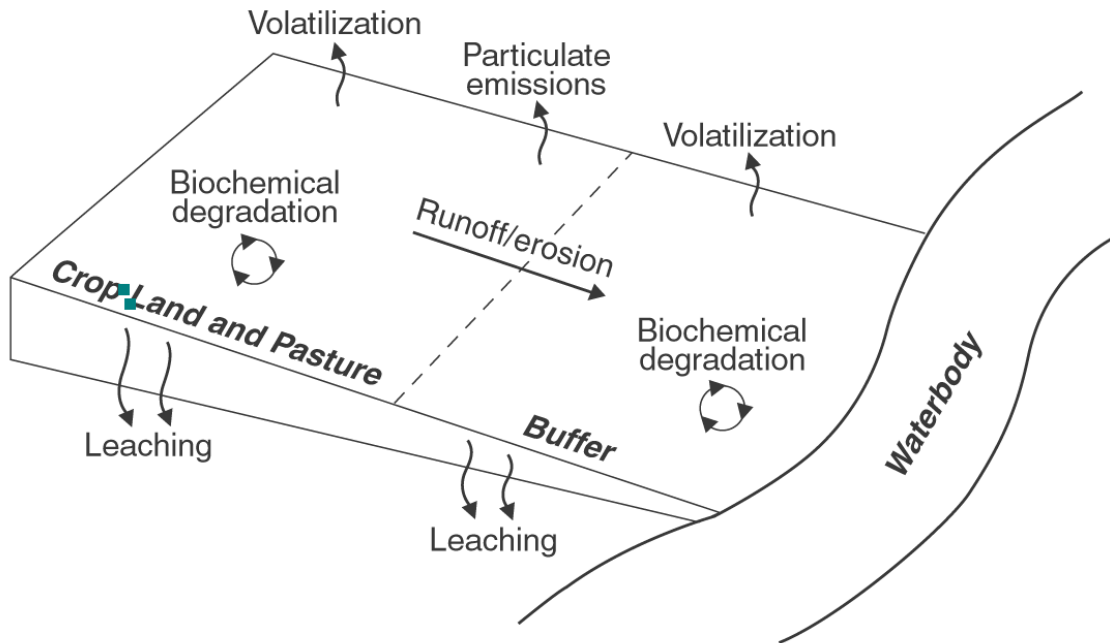 Volatilization
Particulate
emissions
Volatilization
Biochemical
degradation
Runoff/erosion
Crop Land and Pasture
Biochemical
degradation
Buffer
Waterbody
Leaching
Leaching